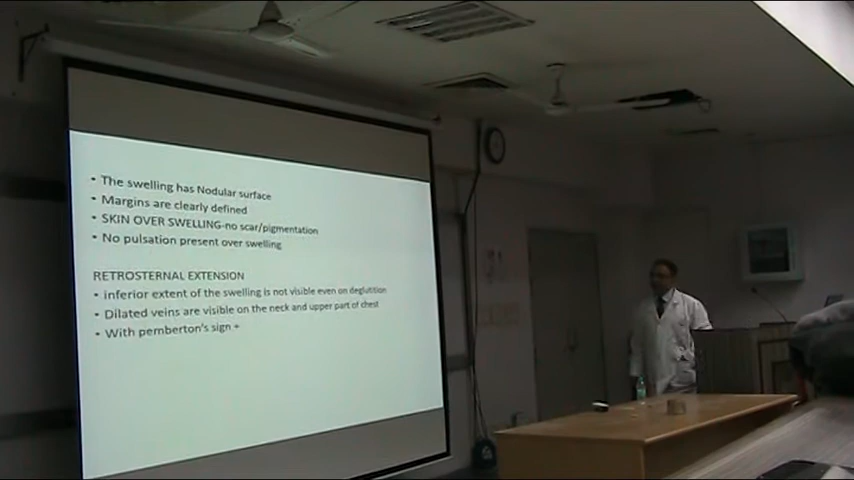 • The swelling has Nodular surface
• Margins are clearly defined
• SKIN OVER SWELLING-no scar/pigmentation
• No pulsation present over swelling
RETROSTERNAL EXTENSION
• inferior extent of the swelling is not visible even on deglutition
• Dilated veins are visible on the neck and upper part of chest
• With pemberton's sign +